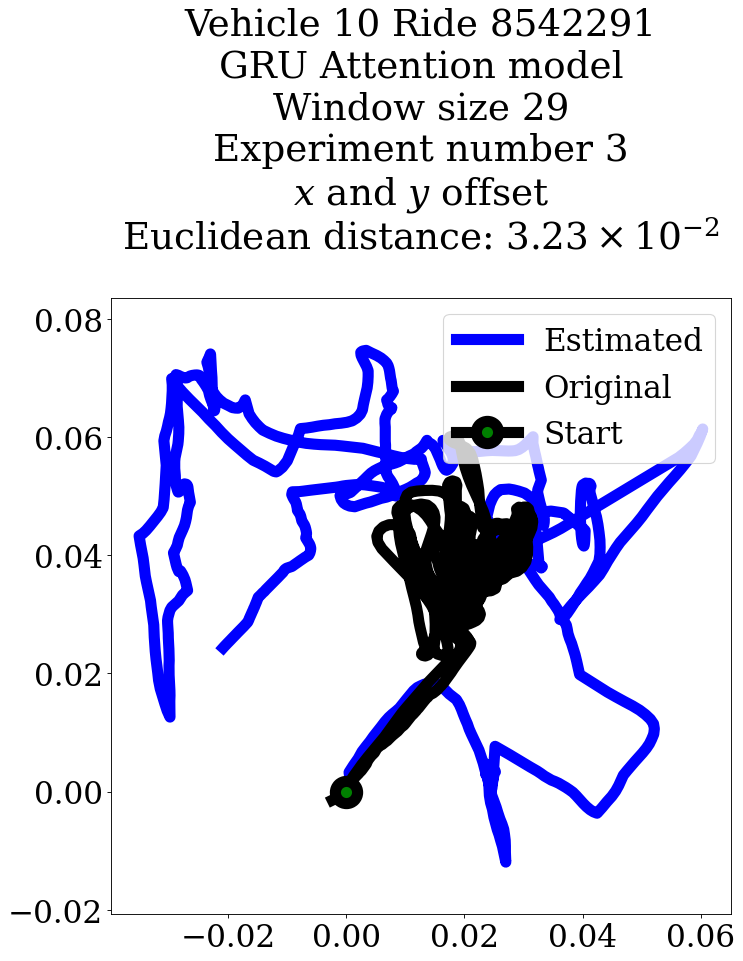 Vehicle 10 Ride 8542291
GRU Attention model
Window size 29
Experiment number 3
x and y offset
Euclidean distance: 3.23 × 10⁻²
Estimated
Original
Start
0.08
0.06
0.04
0.02
0.00
−0.02
−0.02 0.00 0.02 0.04 0.06